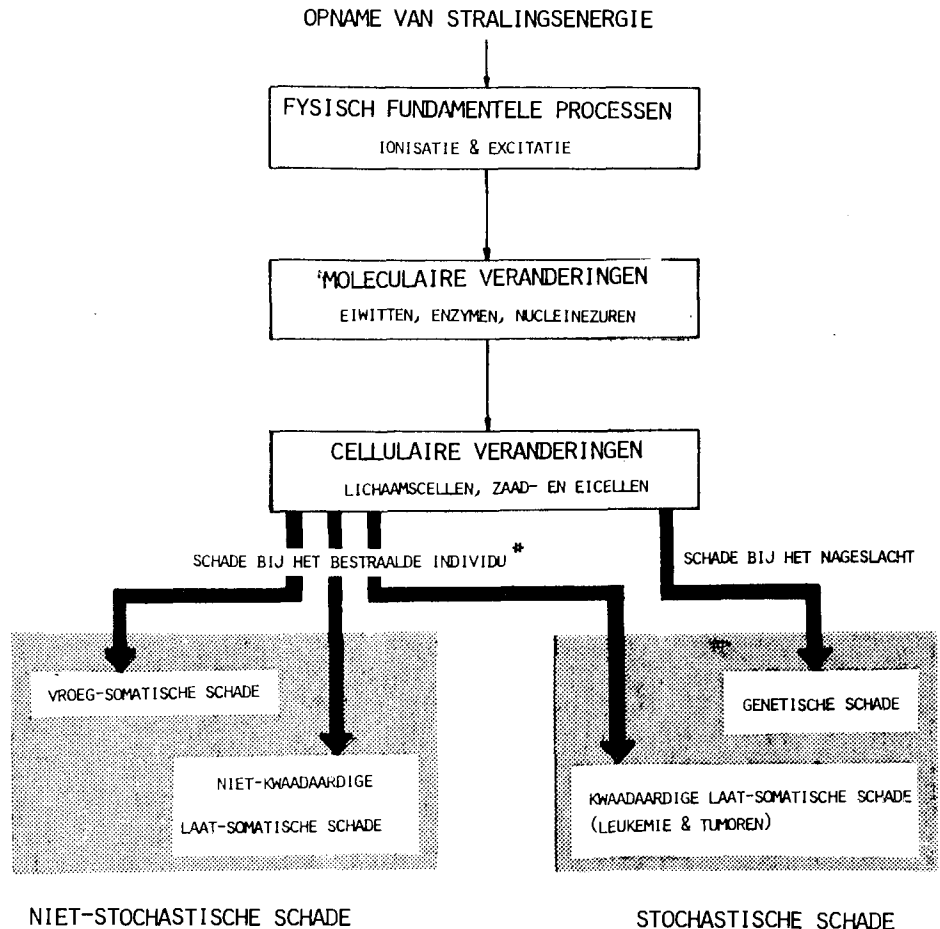 OPNAME VAN STRALINGSENERGIE
FYSISCH FUNDAMENTELE PROCESSEN
IONISATIE & EXCITATIE
MOLECULAIRE VERANDERINGEN
EIWITTEN, ENZYMEN, NUCLEINEZUREN
CELLULAIRE VERANDERINGEN
LICHAAMSCELLEN, ZAAD- EN EICELLEN
SCHADE BIJ HET BESTRAALDE INDIVIDU#
SCHADE BIJ HET NAGESLACHT
VROEG-SOMATISCHE SCHADE
NIET-KWAADAARDIGE
LAAT-SOMATISCHE SCHADE
GENETISCHE SCHADE
KWAADAARDIGE LAAT-SOMATISCHE SCHADE
(LEUKEMIE & TUMOREN)
NIET-STOCHASTISCHE SCHADE
STOCHASTISCHE SCHADE